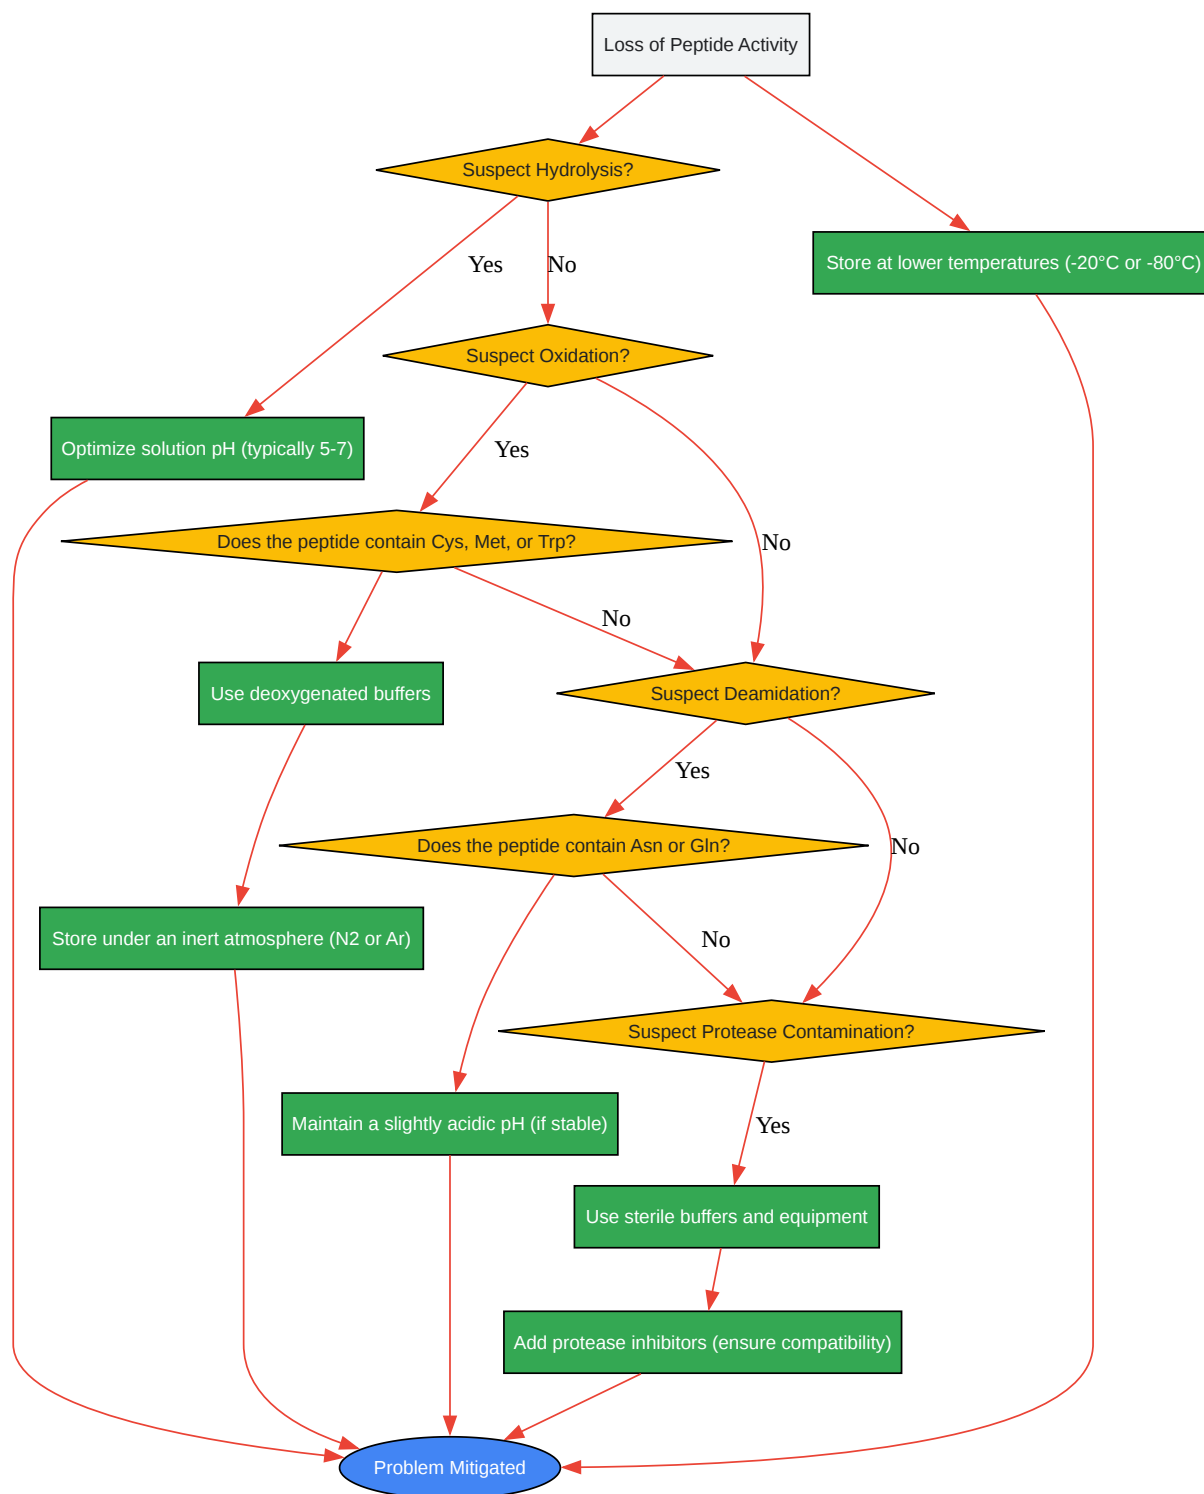 Loss of Peptide Activity
Suspect Hydrolysis?
Yes
No
Store at lower temperatures (-20°C or -80°C)
Suspect Oxidation?
Optimize solution pH (typically 5-7)
Yes
Does the peptide contain Cys, Met, or Trp?
No
No
Use deoxygenated buffers
Suspect Deamidation?
Yes
Does the peptide contain Asn or Gln?
No
Store under an inert atmosphere (N2 or Ar)
No
Suspect Protease Contamination?
Maintain a slightly acidic pH (if stable)
Yes
Use sterile buffers and equipment
Add protease inhibitors (ensure compatibility)
Problem Mitigated